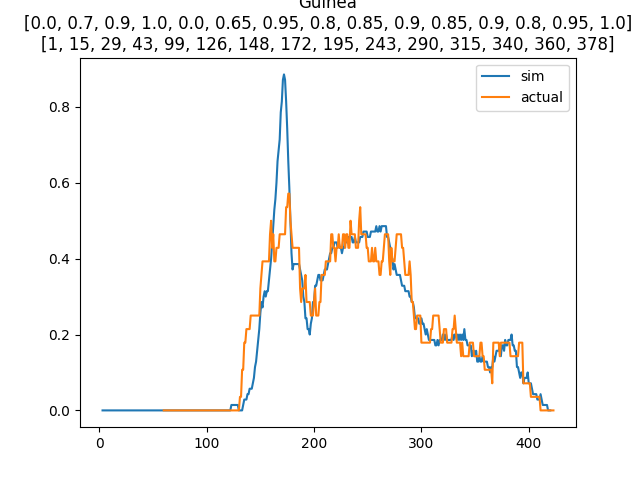 Guinea
[0.0, 0.7, 0.9, 1.0, 0.0, 0.65, 0.95, 0.8, 0.85, 0.9, 0.85, 0.9, 0.8, 0.95, 1.0]
[1, 15, 29, 43, 99, 126, 148, 172, 195, 243, 290, 315, 340, 360, 378]
sim
actual
0.8
0.6
0.4
0.2
0.0
0 100 200 300 400